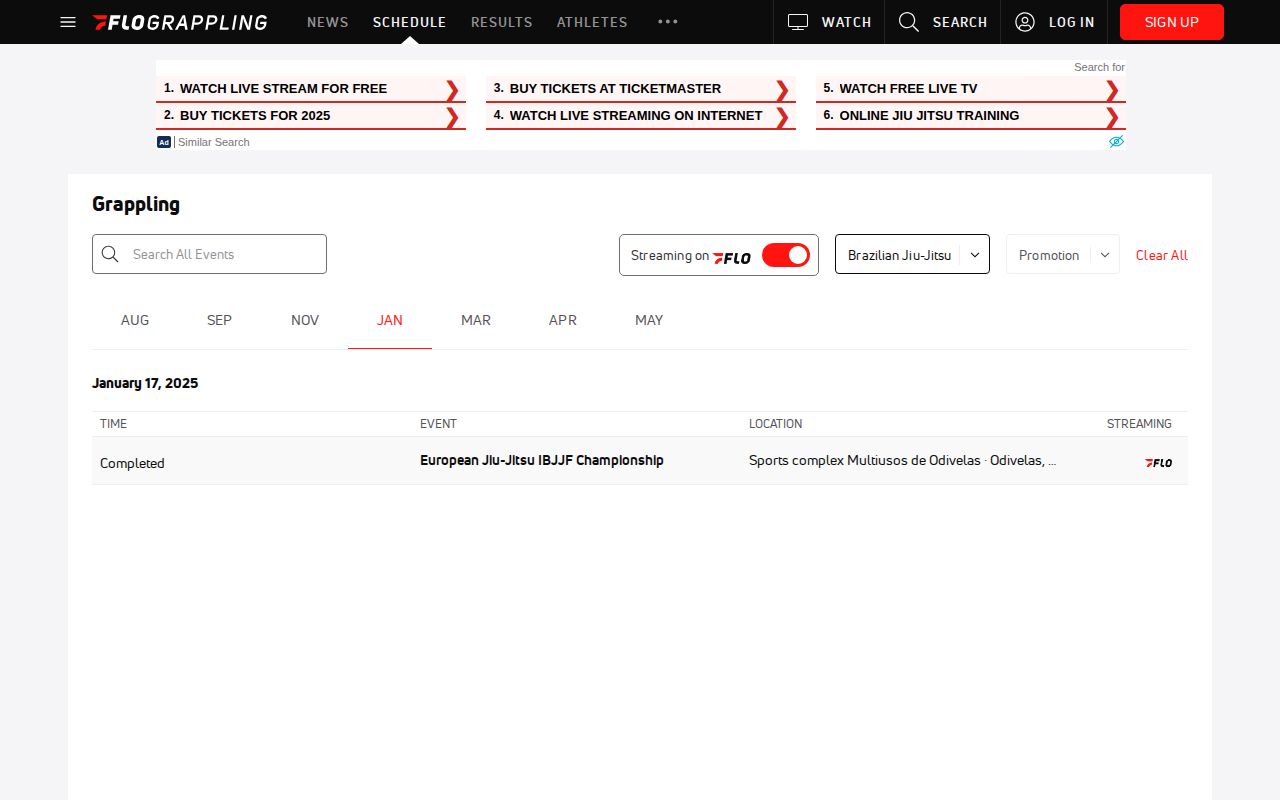 FLOGRAPPLING NEWS SCHEDULE RESULTS ATHLETES ••• WATCH SEARCH LOG IN SIGN UP
Search for
1. WATCH LIVE STREAM FOR FREE ❯ 3. BUY TICKETS AT TICKETMASTER ❯ 5. WATCH FREE LIVE TV ❯
2. BUY TICKETS FOR 2025 ❯ 4. WATCH LIVE STREAMING ON INTERNET ❯ 6. ONLINE JIU JITSU TRAINING ❯
Ad | Similar Search
Grappling
Search All Events Streaming on FLO Brazilian Jiu-Jitsu Promotion Clear All
AUG SEP NOV JAN MAR APR MAY
January 17, 2025
TIME EVENT LOCATION STREAMING
Completed European Jiu-Jitsu IBJJF Championship Sports complex Multiusos de Odivelas · Odivelas, ... FLO